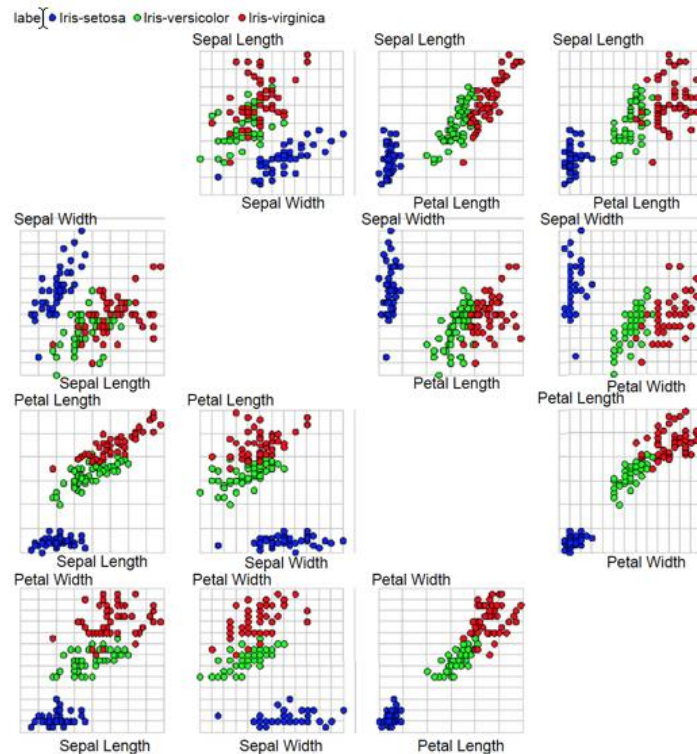 label Iris-setosa Iris-versicolor Iris-virginica
Sepal Length Sepal Length Sepal Length
Sepal Width Petal Length Petal Length
Sepal Width Sepal Width Sepal Width
Sepal Length Petal Length Petal Width
Petal Length Petal Length Petal Length
Sepal Length Sepal Width Petal Width
Petal Width Petal Width Petal Width
Sepal Length Sepal Width Petal Length